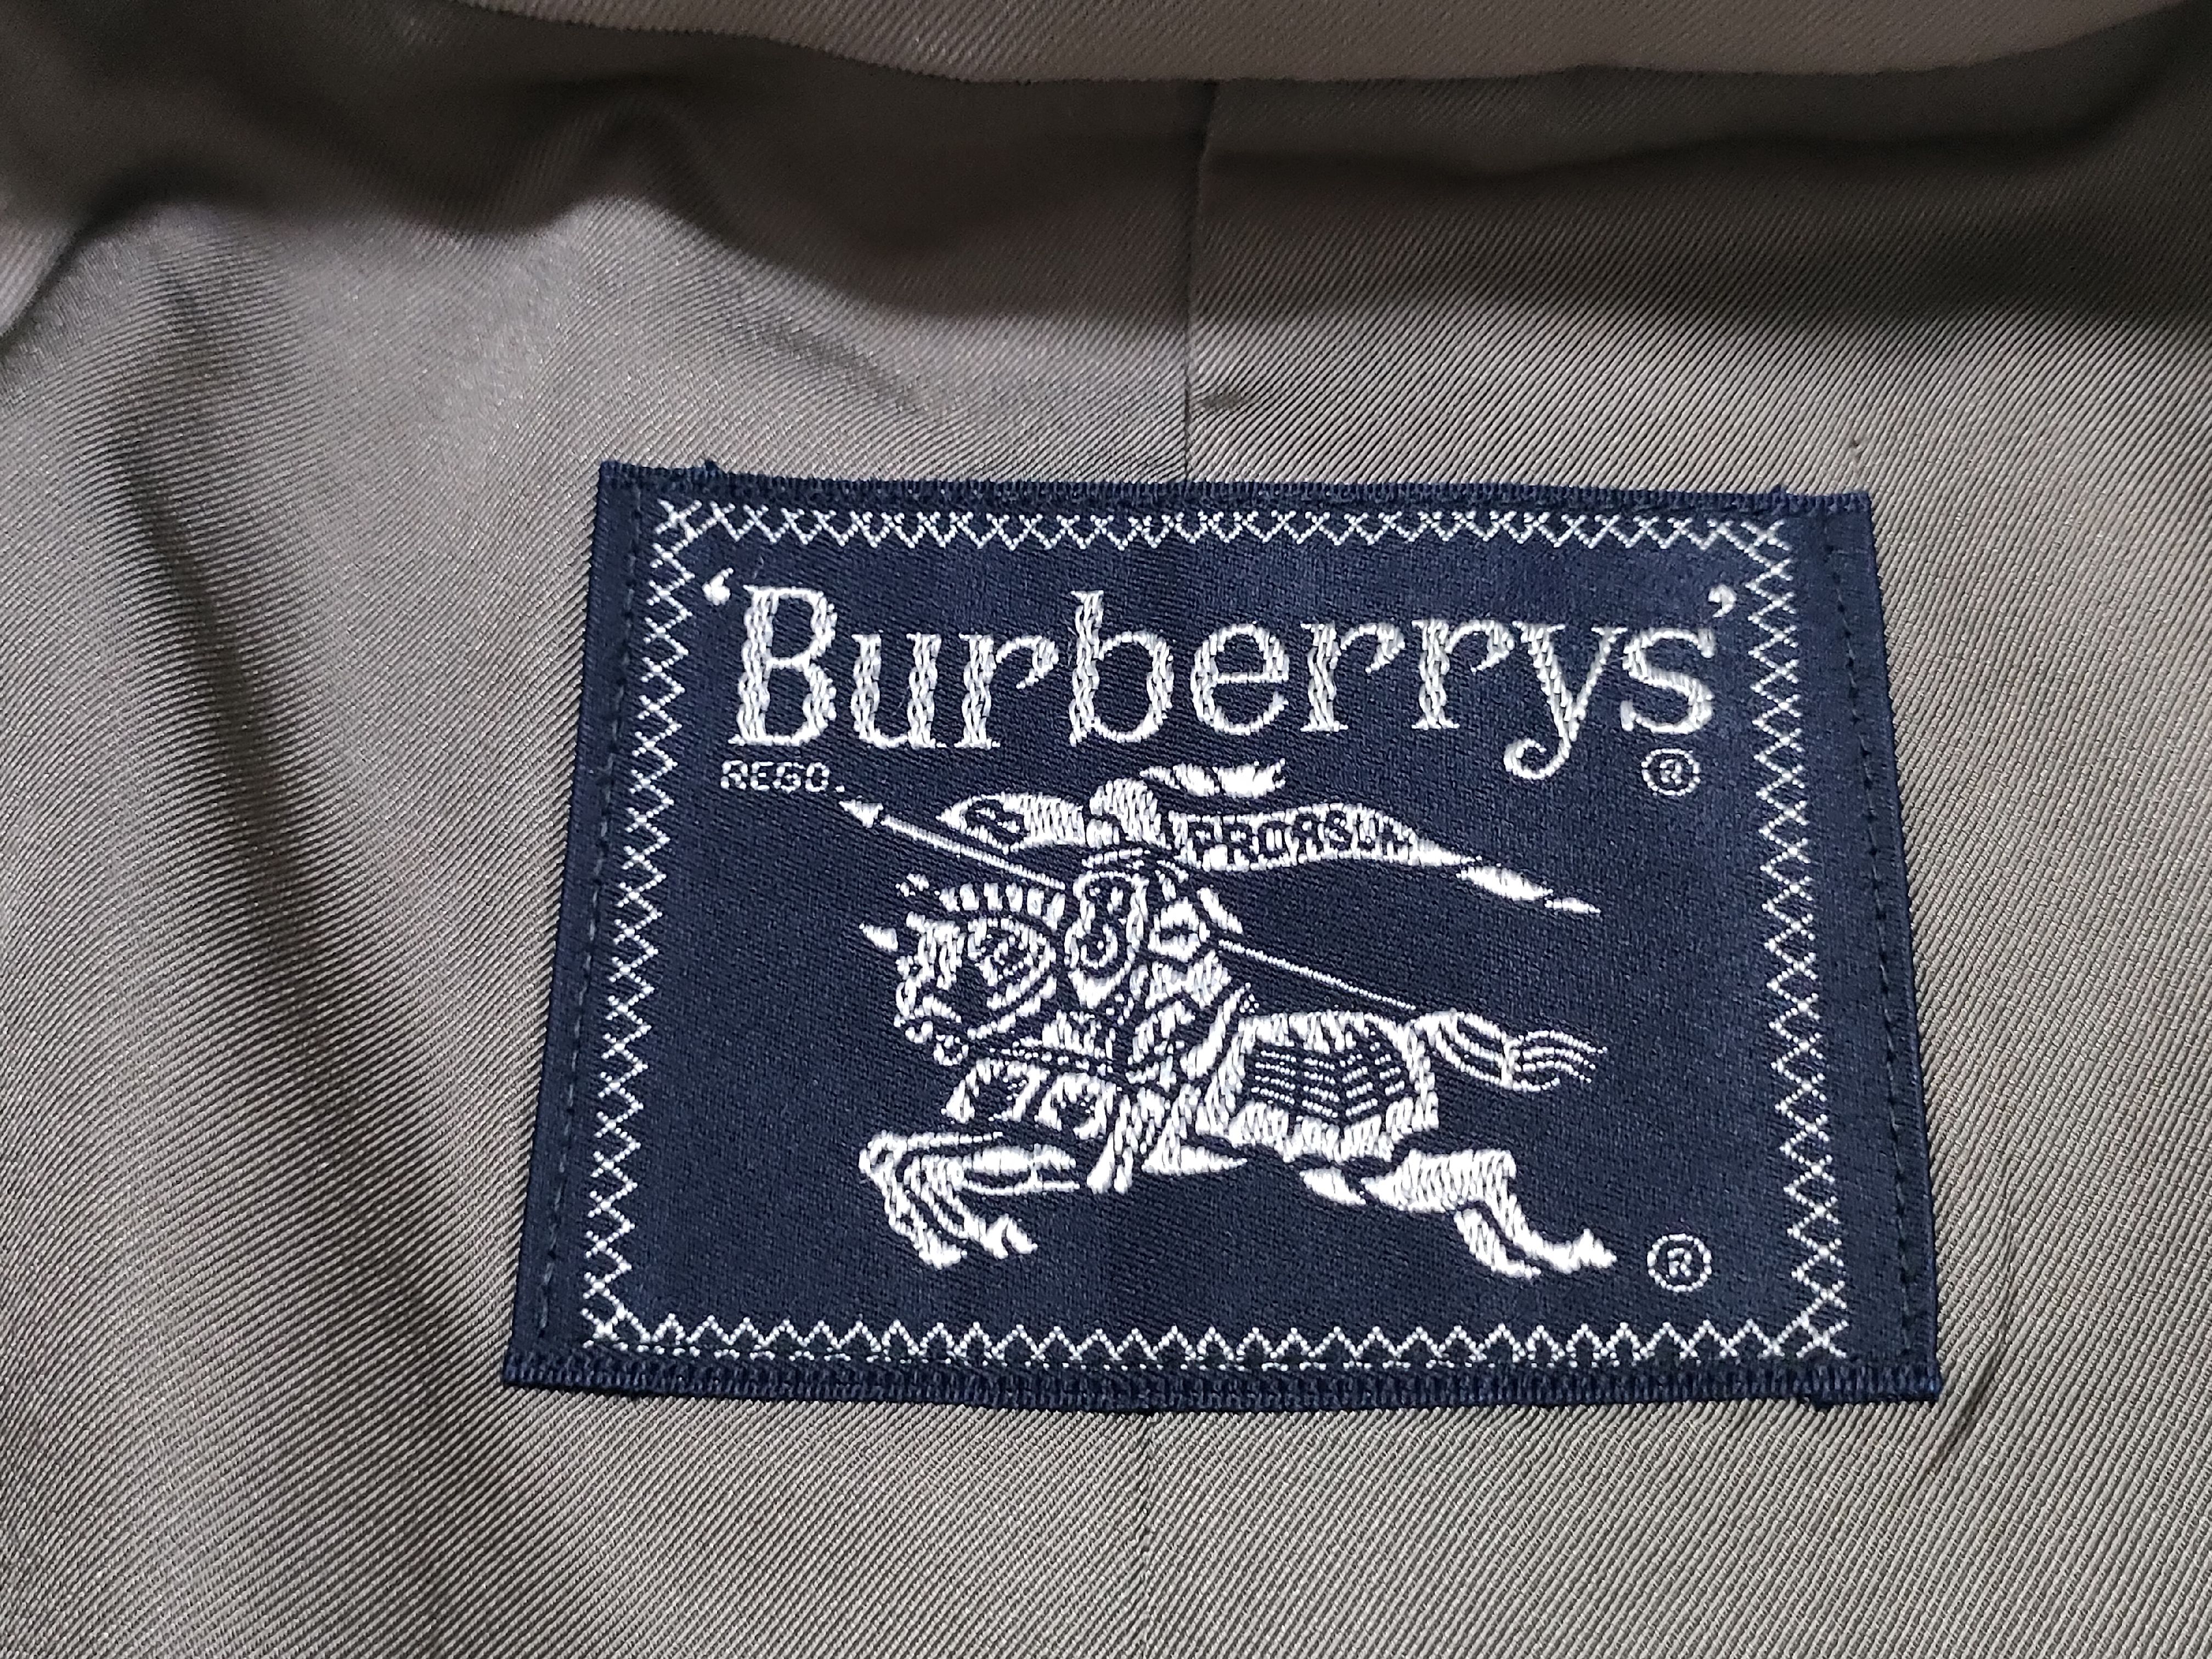 ‘Burberrys’
REGD. ®
PRORSUM
®